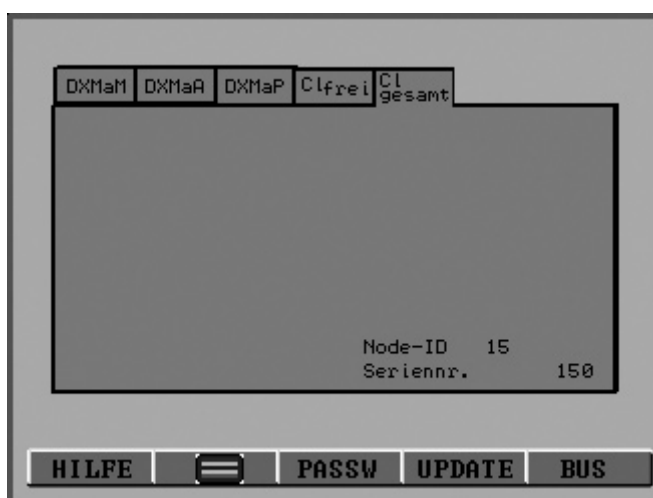 DXMaM DXMaA DXMaP Clfrei Cl gesamt
Node-ID 15
Seriennr. 150
HILFE PASSW UPDATE BUS